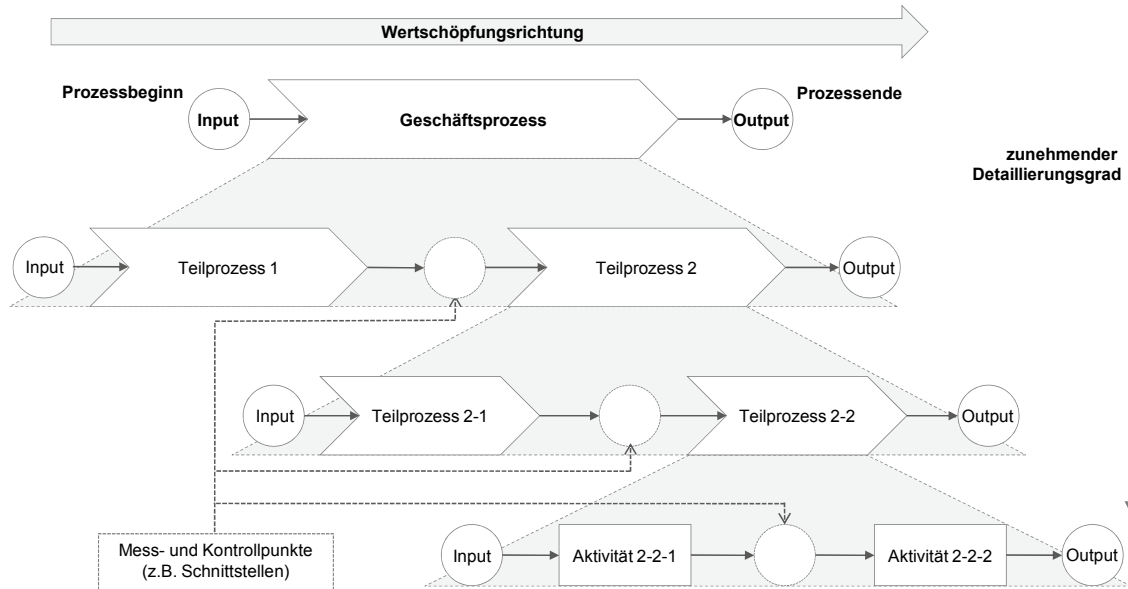 Wertschöpfungsrichtung
Prozessbeginn
Input
Geschäftsprozess
Prozessende
Output
zunehmender
Detaillierungsgrad
Input
Teilprozess 1
Teilprozess 2
Output
Input
Teilprozess 2-1
Teilprozess 2-2
Output
Mess- und Kontrollpunkte
(z.B. Schnittstellen)
Input
Aktivität 2-2-1
Aktivität 2-2-2
Output